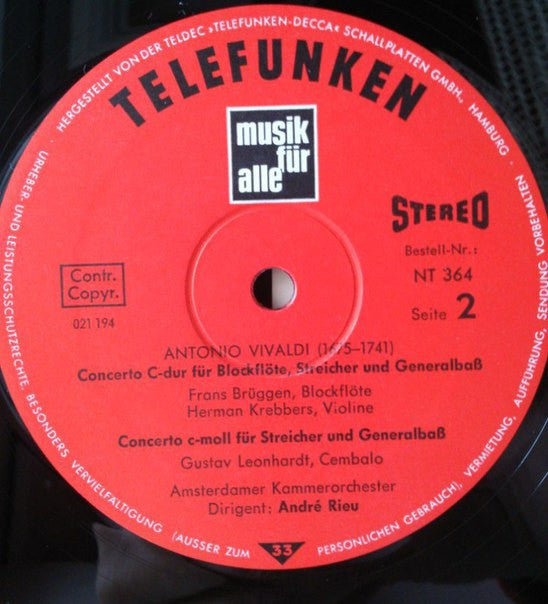 · HERGESTELLT VON DER TELDEC »TELEFUNKEN-DECCA« SCHALLPLATTEN GMBH., HAMBURG ·
TELEFUNKEN
musik
für
alle
STEREO
Bestell-Nr.:
NT 364
Seite 2
Contr.
Copyr.
021 194
ANTONIO VIVALDI (1675–1741)
Concerto C-dur für Blockflöte, Streicher und Generalbaß
Frans Brüggen, Blockflöte
Herman Krebbers, Violine
Concerto c-moll für Streicher und Generalbaß
Gustav Leonhardt, Cembalo
Amsterdamer Kammerorchester
Dirigent: André Rieu
33
URHEBER- UND LEISTUNGSSCHUTZRECHTE, BESONDERS VERVIELFÄLTIGUNG (AUSSER ZUM PERSÖNLICHEN GEBRAUCH), VERMIETUNG, AUFFÜHRUNG, SENDUNG VORBEHALTEN